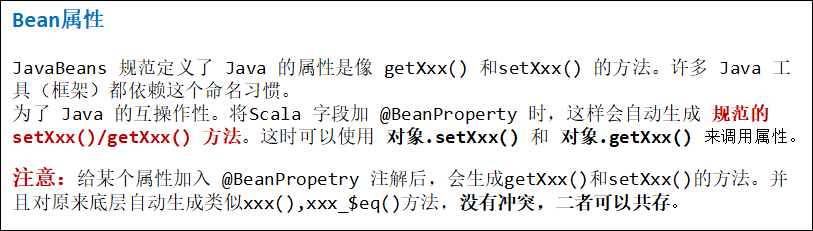 Bean属性
JavaBeans 规范定义了 Java 的属性是像 getXxx() 和setXxx() 的方法。许多 Java 工
具（框架）都依赖这个命名习惯。
为了 Java 的互操作性。将Scala 字段加 @BeanProperty 时，这样会自动生成 规范的
setXxx()/getXxx() 方法。这时可以使用 对象.setXxx() 和 对象.getXxx() 来调用属性。
注意：给某个属性加入 @BeanPropetry 注解后，会生成getXxx()和setXxx()的方法。并
且对原来底层自动生成类似xxx(),xxx_$eq()方法，没有冲突，二者可以共存。